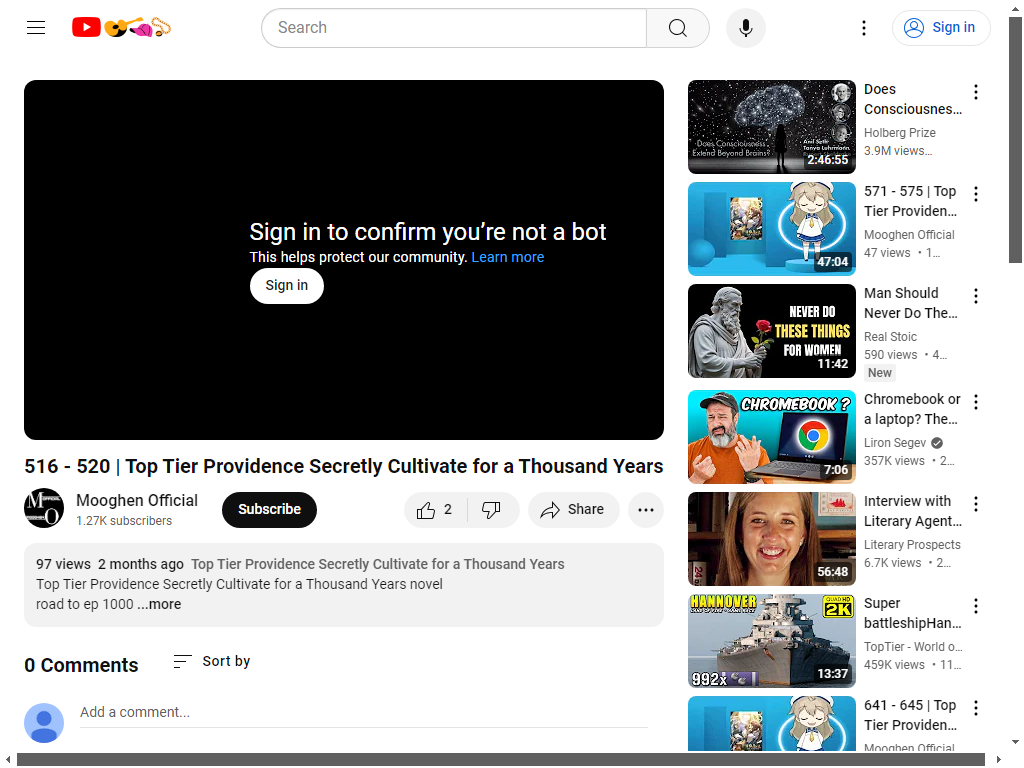 Search
Sign in
Sign in to confirm you’re not a bot
This helps protect our community. Learn more
Sign in
516 - 520 | Top Tier Providence Secretly Cultivate for a Thousand Years
Mooghen Official
1.27K subscribers
Subscribe
2
Share
97 views 2 months ago Top Tier Providence Secretly Cultivate for a Thousand Years
Top Tier Providence Secretly Cultivate for a Thousand Years novel
road to ep 1000 ...more
0 Comments
Sort by
Add a comment...
Does Consciousness
Extend Beyond Brains?
Anil Seth
Tanya Luhrmann
2:46:55
Does
Consciousnes...
Holberg Prize
3.9M views...
47:04
571 - 575 | Top
Tier Providen...
Mooghen Official
47 views • 1...
NEVER DO
THESE THINGS
FOR WOMEN
11:42
Man Should
Never Do The...
Real Stoic
590 views • 4...
New
CHROMEBOOK ?
7:06
Chromebook or
a laptop? The...
Liron Segev
357K views • 2...
56:48
Interview with
Literary Agent...
Literary Prospects
6.7K views • 2...
HANNOVER
QUAD HD
2K
992x
13:37
Super
battleshipHan...
TopTier - World o...
459K views • 11...
641 - 645 | Top
Tier Providen...
Mooghen Official